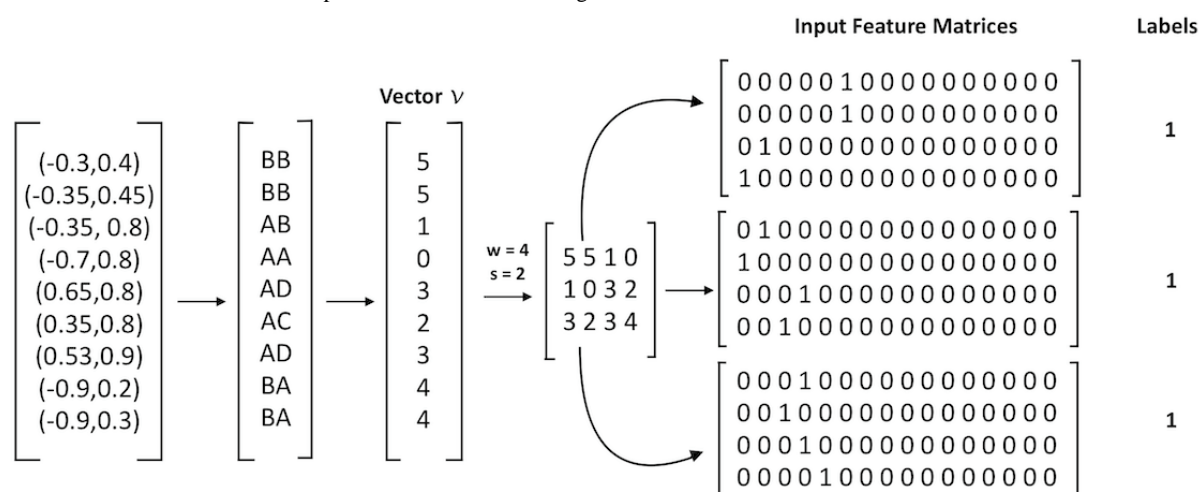 Input Feature Matrices
Labels
Vector 𝒱
(-0.3,0.4)
(-0.35,0.45)
(-0.35, 0.8)
(-0.7,0.8)
(0.65,0.8)
(0.35,0.8)
(0.53,0.9)
(-0.9,0.2)
(-0.9,0.3)
BB
BB
AB
AA
AD
AC
AD
BA
BA
5
5
1
0
3
2
3
4
4
w = 4
s = 2
5 5 1 0
1 0 3 2
3 2 3 4
0 0 0 0 0 1 0 0 0 0 0 0 0 0 0 0
0 0 0 0 0 1 0 0 0 0 0 0 0 0 0 0
0 1 0 0 0 0 0 0 0 0 0 0 0 0 0 0
1 0 0 0 0 0 0 0 0 0 0 0 0 0 0 0
1
0 1 0 0 0 0 0 0 0 0 0 0 0 0 0 0
1 0 0 0 0 0 0 0 0 0 0 0 0 0 0 0
0 0 0 1 0 0 0 0 0 0 0 0 0 0 0 0
0 0 1 0 0 0 0 0 0 0 0 0 0 0 0 0
1
0 0 0 1 0 0 0 0 0 0 0 0 0 0 0 0
0 0 1 0 0 0 0 0 0 0 0 0 0 0 0 0
0 0 0 1 0 0 0 0 0 0 0 0 0 0 0 0
0 0 0 0 1 0 0 0 0 0 0 0 0 0 0 0
1